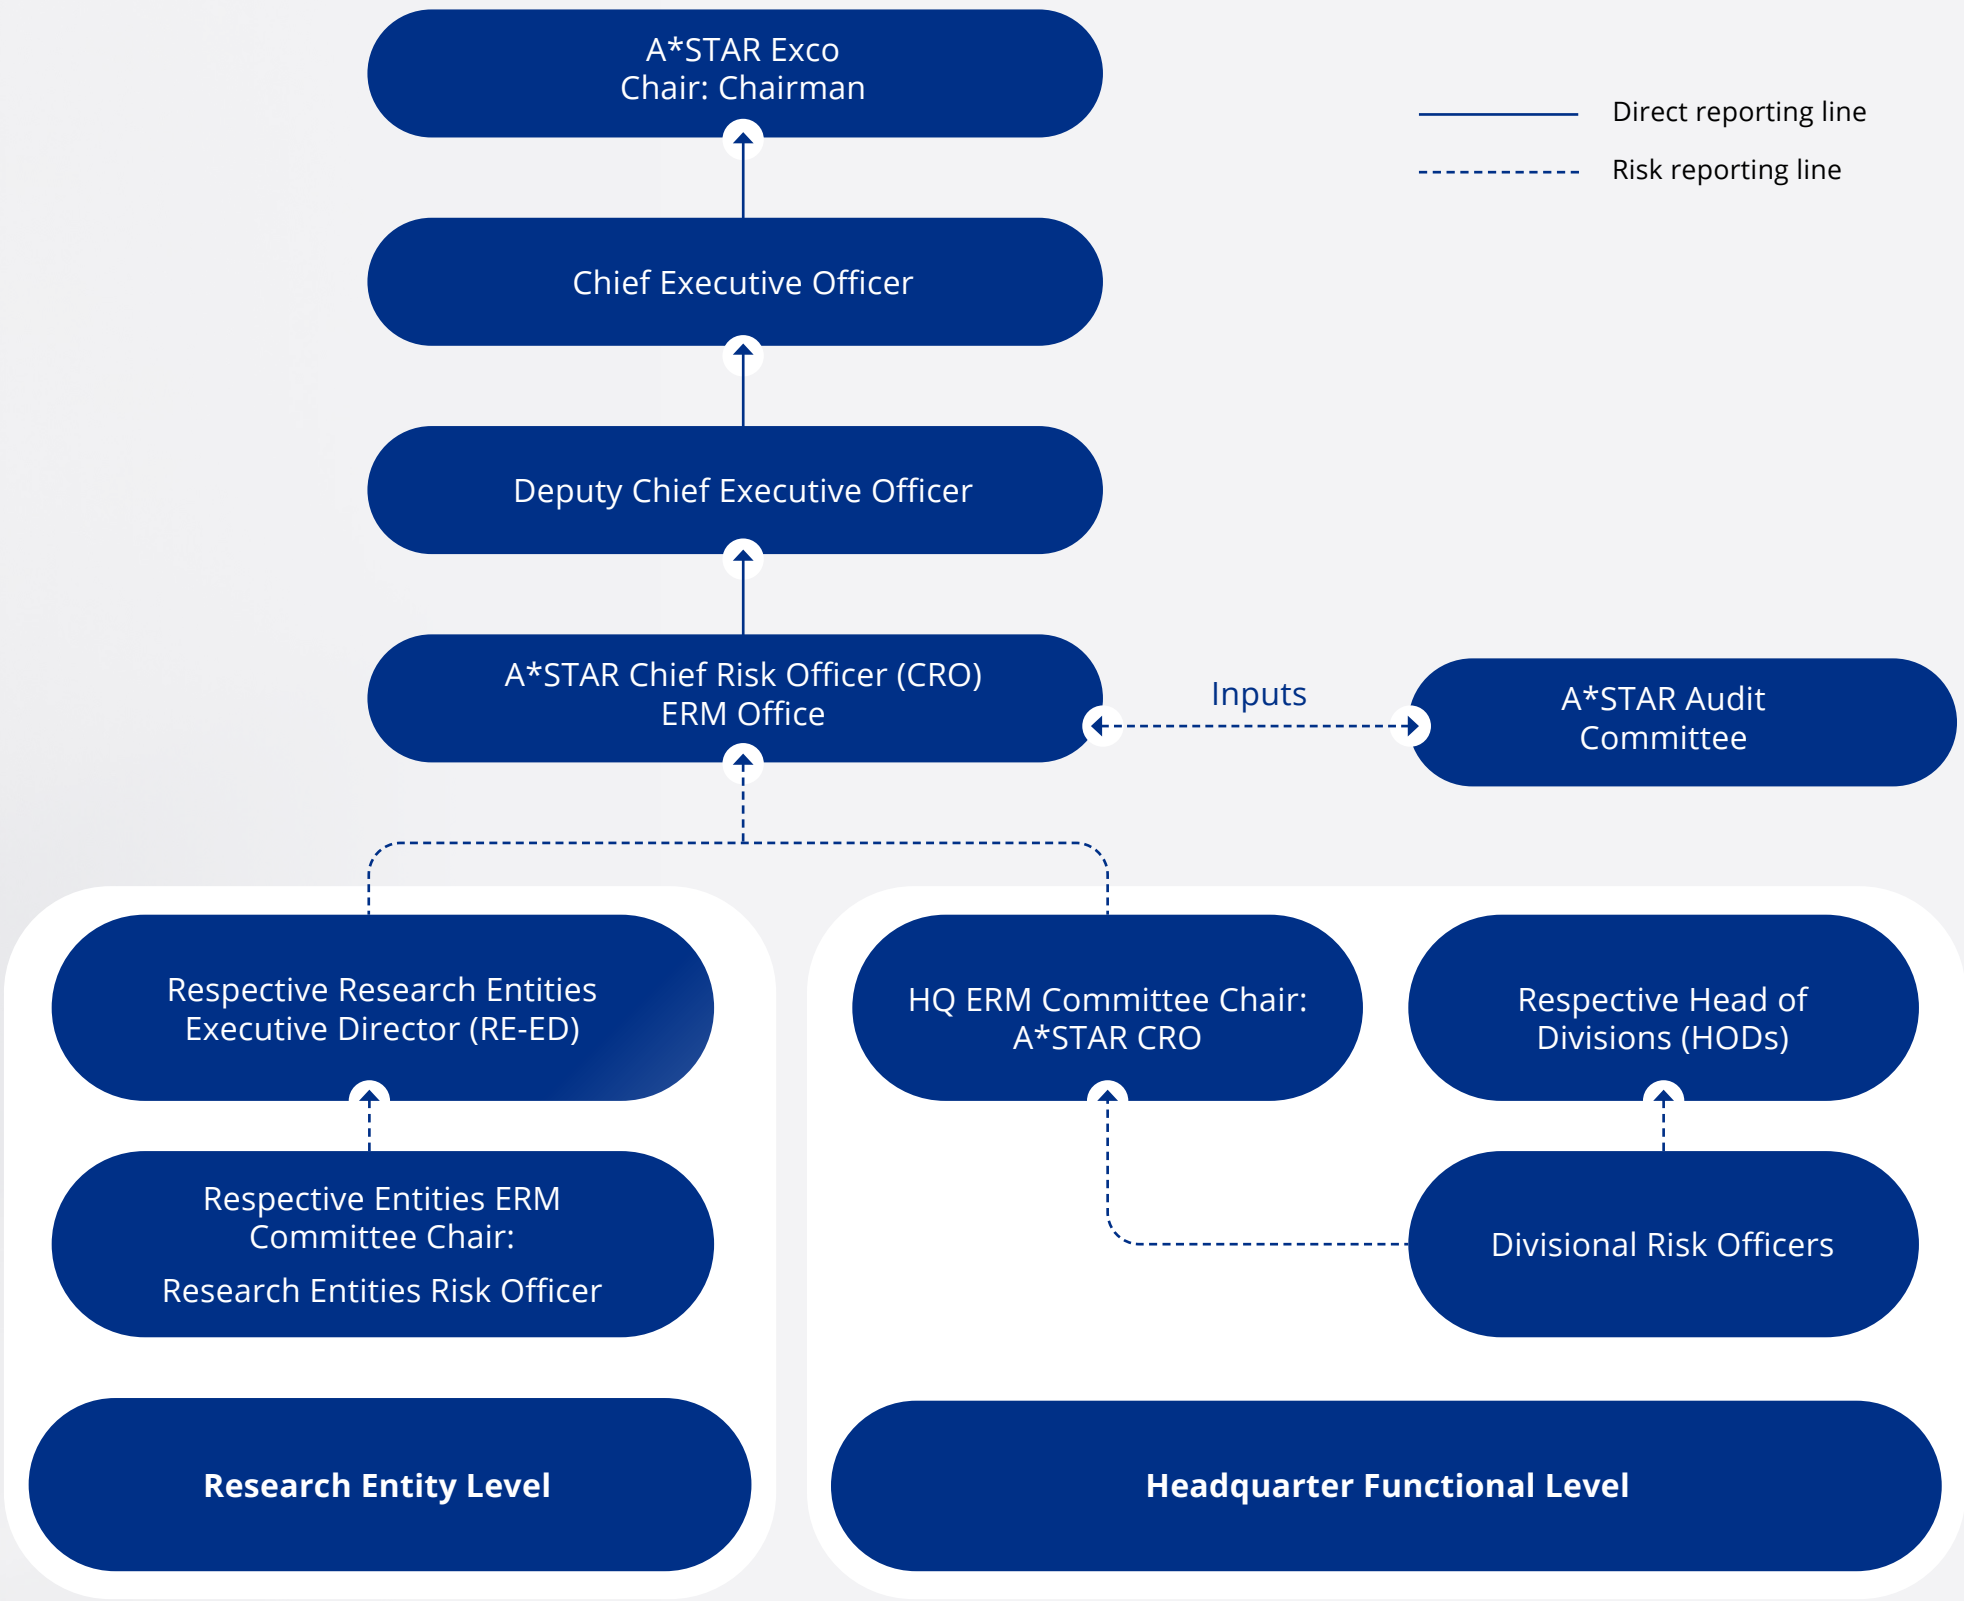 A*STAR Exco
Chair: Chairman
Direct reporting line
Risk reporting line
Chief Executive Officer
Deputy Chief Executive Officer
A*STAR Chief Risk Officer (CRO)
ERM Office
Inputs
A*STAR Audit
Committee
Respective Research Entities
Executive Director (RE-ED)
HQ ERM Committee Chair:
A*STAR CRO
Respective Head of
Divisions (HODs)
Respective Entities ERM
Committee Chair:
Research Entities Risk Officer
Divisional Risk Officers
Research Entity Level
Headquarter Functional Level